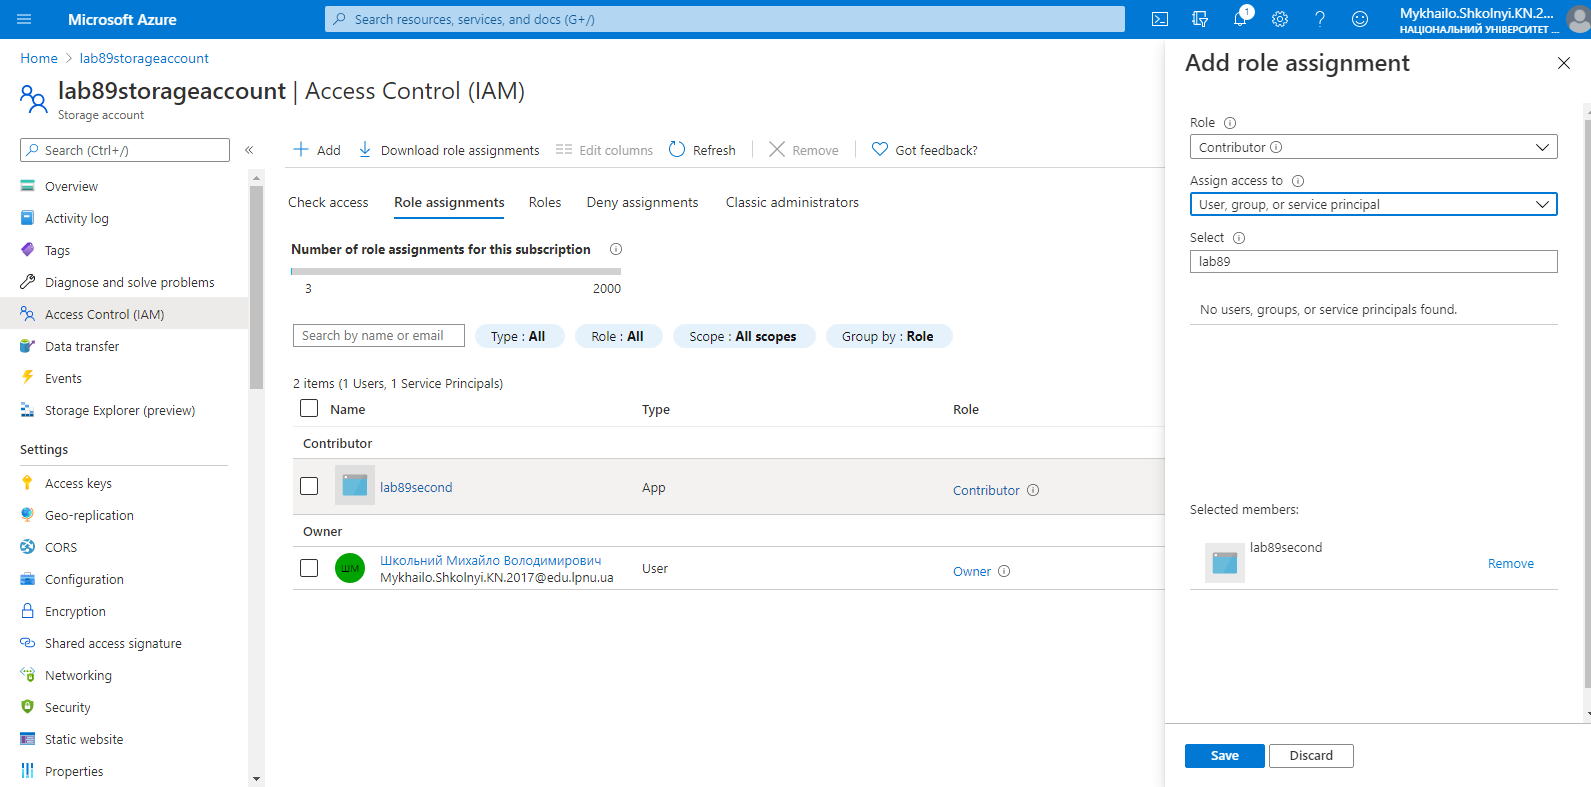 Microsoft Azure
Search resources, services, and docs (G+/)
1
Mykhailo.Shkolnyi.KN.2...
НАЦІОНАЛЬНИЙ УНІВЕРСИТЕТ ...
Home > lab89storageaccount
lab89storageaccount | Access Control (IAM)
Storage account
Search (Ctrl+/)
«
Overview
Activity log
Tags
Diagnose and solve problems
Access Control (IAM)
Data transfer
Events
Storage Explorer (preview)
Settings
Access keys
Geo-replication
CORS
Configuration
Encryption
Shared access signature
Networking
Security
Static website
Properties
Add
Download role assignments
Edit columns
Refresh
Remove
Got feedback?
Check access
Role assignments
Roles
Deny assignments
Classic administrators
Number of role assignments for this subscription
3
2000
Search by name or email
Type : All
Role : All
Scope : All scopes
Group by : Role
2 items (1 Users, 1 Service Principals)
Name
Type
Role
Contributor
lab89second
App
Contributor
Owner
ШМ
Школьний Михайло Володимирович
Mykhailo.Shkolnyi.KN.2017@edu.lpnu.ua
User
Owner
Add role assignment
Role
Contributor
Assign access to
User, group, or service principal
Select
lab89
No users, groups, or service principals found.
Selected members:
lab89second
Remove
Save
Discard